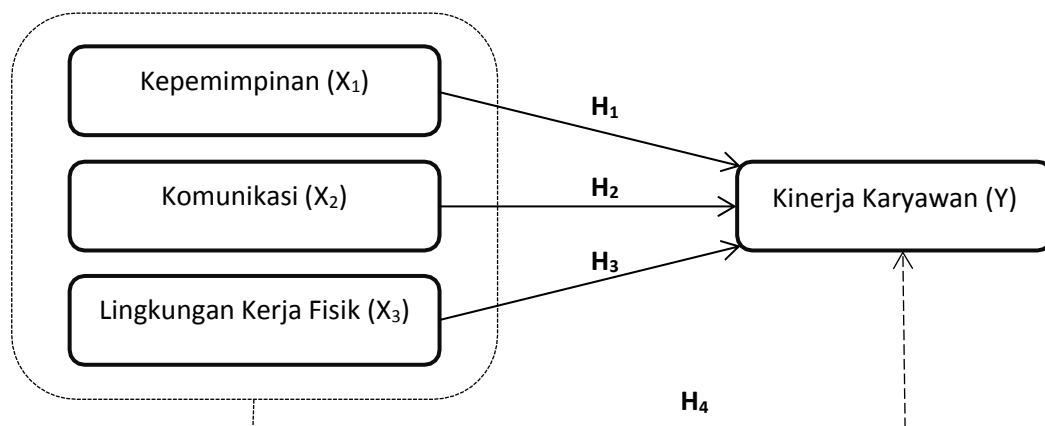 Kepemimpinan (X₁)
H₁
Komunikasi (X₂)
H₂
Kinerja Karyawan (Y)
H₃
Lingkungan Kerja Fisik (X₃)
H₄